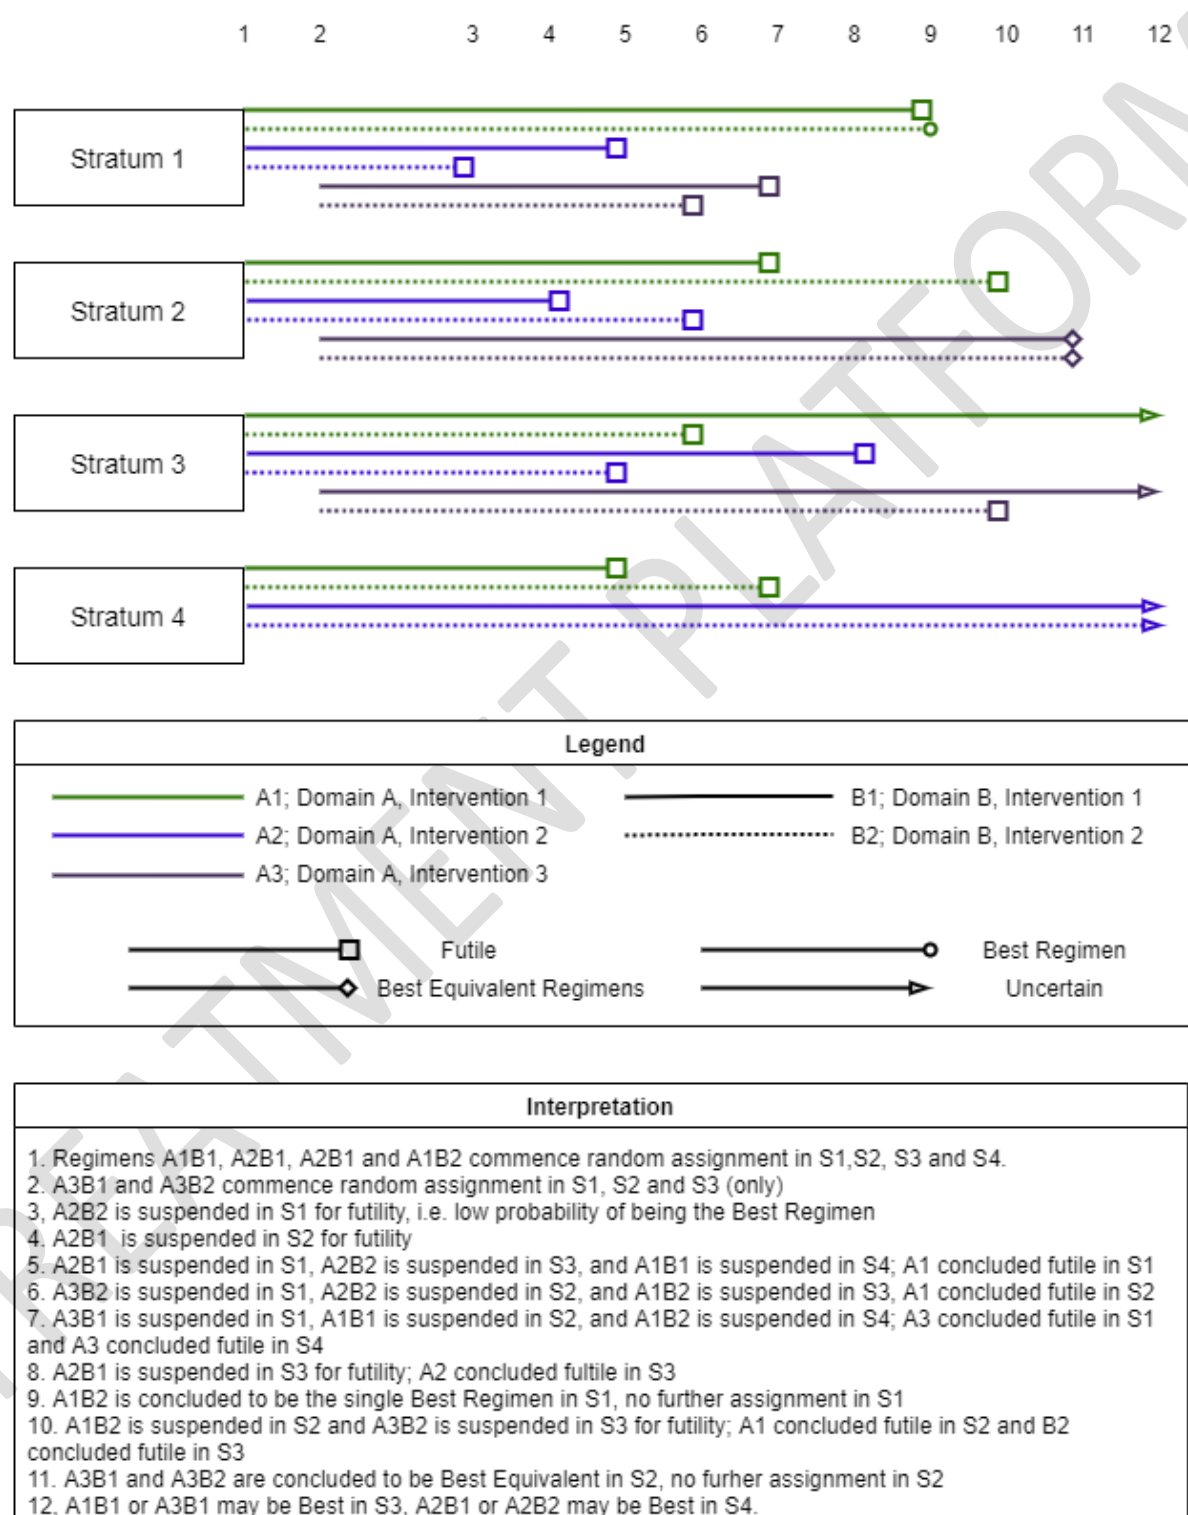 1 2 3 4 5 6 7 8 9 10 11 12
Stratum 1
Stratum 2
Stratum 3
Stratum 4
Legend
A1; Domain A, Intervention 1
B1; Domain B, Intervention 1
A2; Domain A, Intervention 2
B2; Domain B, Intervention 2
A3; Domain A, Intervention 3
Futile
Best Regimen
Best Equivalent Regimens
Uncertain
Interpretation
1. Regimens A1B1, A2B1, A2B1 and A1B2 commence random assignment in S1,S2, S3 and S4.
2. A3B1 and A3B2 commence random assignment in S1, S2 and S3 (only)
3, A2B2 is suspended in S1 for futility, i.e. low probability of being the Best Regimen
4. A2B1 is suspended in S2 for futility
5. A2B1 is suspended in S1, A2B2 is suspended in S3, and A1B1 is suspended in S4; A1 concluded futile in S1
6. A3B2 is suspended in S1, A2B2 is suspended in S2, and A1B2 is suspended in S3, A1 concluded futile in S2
7. A3B1 is suspended in S1, A1B1 is suspended in S2, and A1B2 is suspended in S4; A3 concluded futile in S1
and A3 concluded futile in S4
8. A2B1 is suspended in S3 for futility; A2 concluded fultile in S3
9. A1B2 is concluded to be the single Best Regimen in S1, no further assignment in S1
10. A1B2 is suspended in S2 and A3B2 is suspended in S3 for futility; A1 concluded futile in S2 and B2
concluded futile in S3
11. A3B1 and A3B2 are concluded to be Best Equivalent in S2, no furher assignment in S2
12. A1B1 or A3B1 may be Best in S3, A2B1 or A2B2 may be Best in S4.
TREATMENT PLATFORM